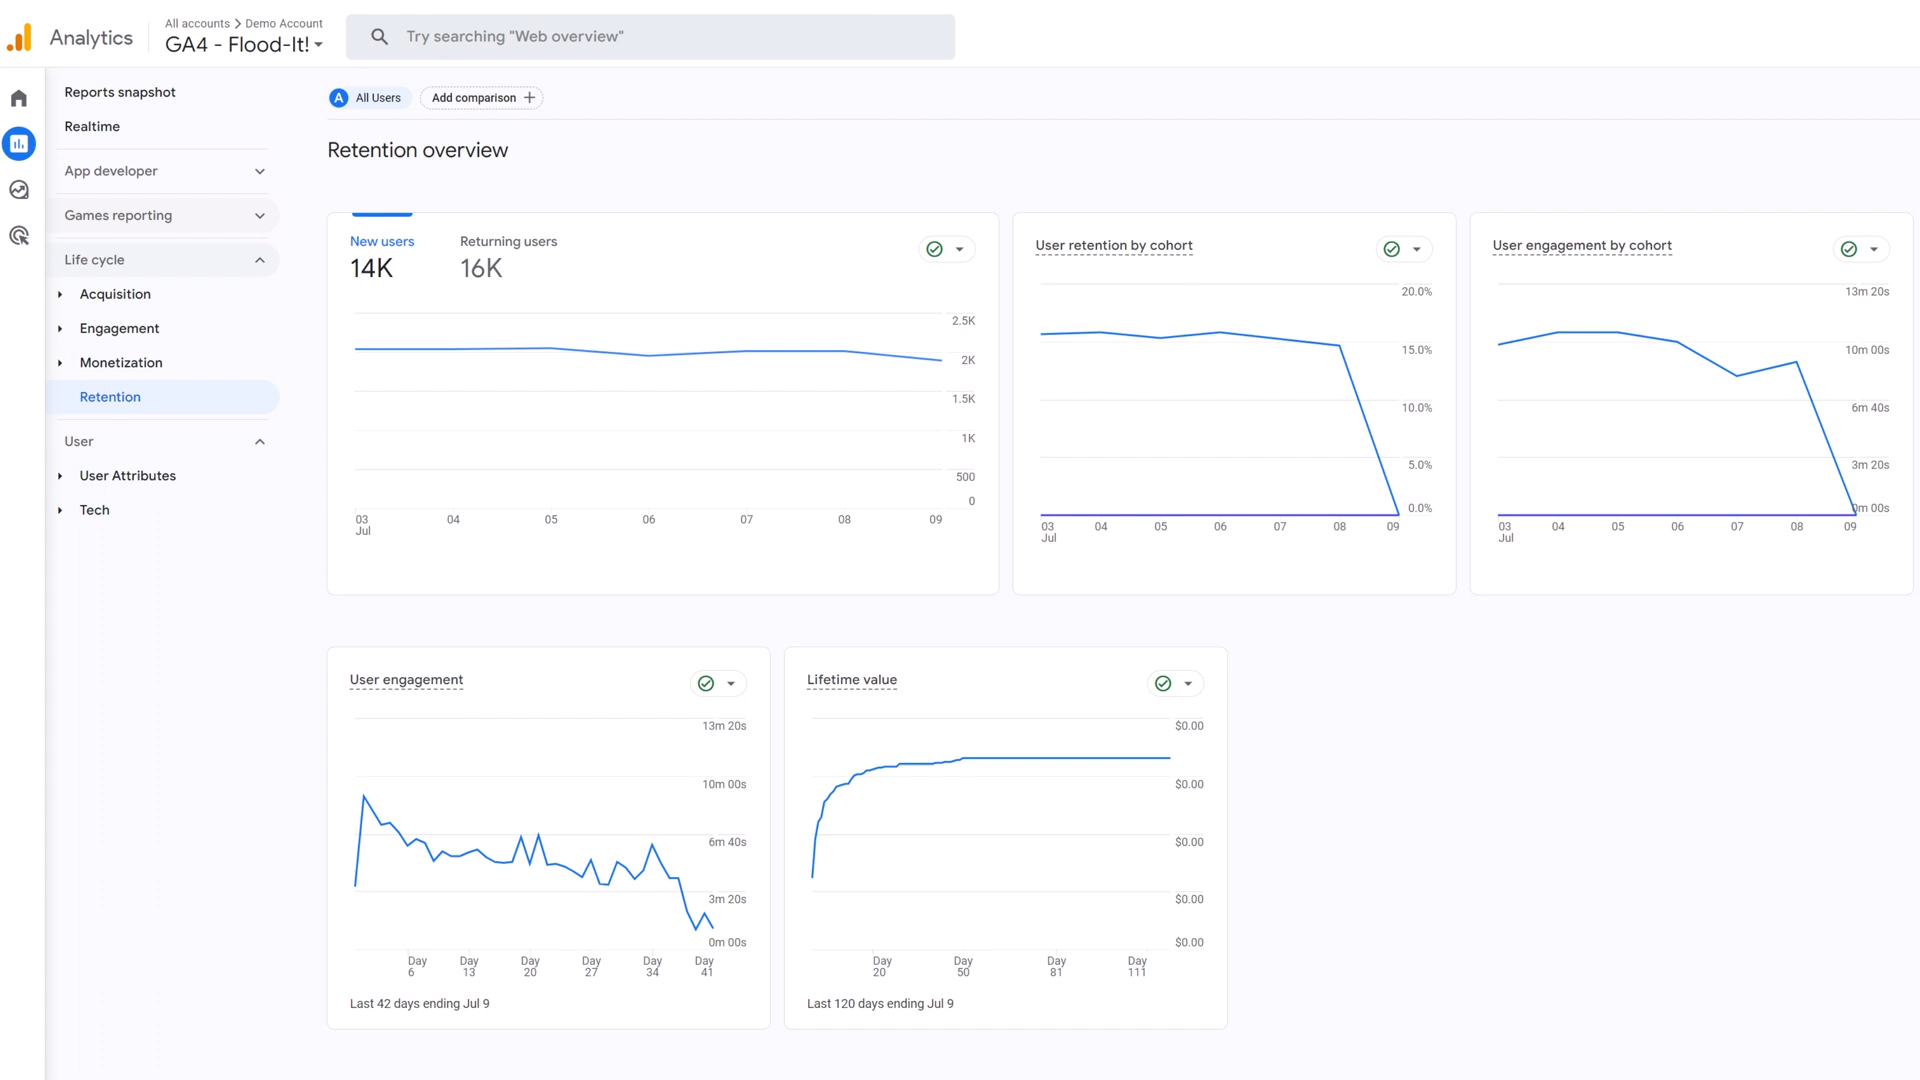 Analytics
All accounts > Demo Account
GA4 - Flood-It!
Try searching "Web overview"
Reports snapshot
Realtime
App developer
Games reporting
Life cycle
Acquisition
Engagement
Monetization
Retention
User
User Attributes
Tech
A All Users
Add comparison +
Retention overview
New users
14K
Returning users
16K
2.5K
2K
1.5K
1K
500
0
03 04 05 06 07 08 09
Jul
User retention by cohort
20.0%
15.0%
10.0%
5.0%
0.0%
03 04 05 06 07 08 09
Jul
User engagement by cohort
13m 20s
10m 00s
6m 40s
3m 20s
0m 00s
03 04 05 06 07 08 09
Jul
User engagement
13m 20s
10m 00s
6m 40s
3m 20s
0m 00s
Day Day Day Day Day Day
6 13 20 27 34 41
Last 42 days ending Jul 9
Lifetime value
$0.00
$0.00
$0.00
$0.00
$0.00
Day Day Day Day
20 50 81 111
Last 120 days ending Jul 9